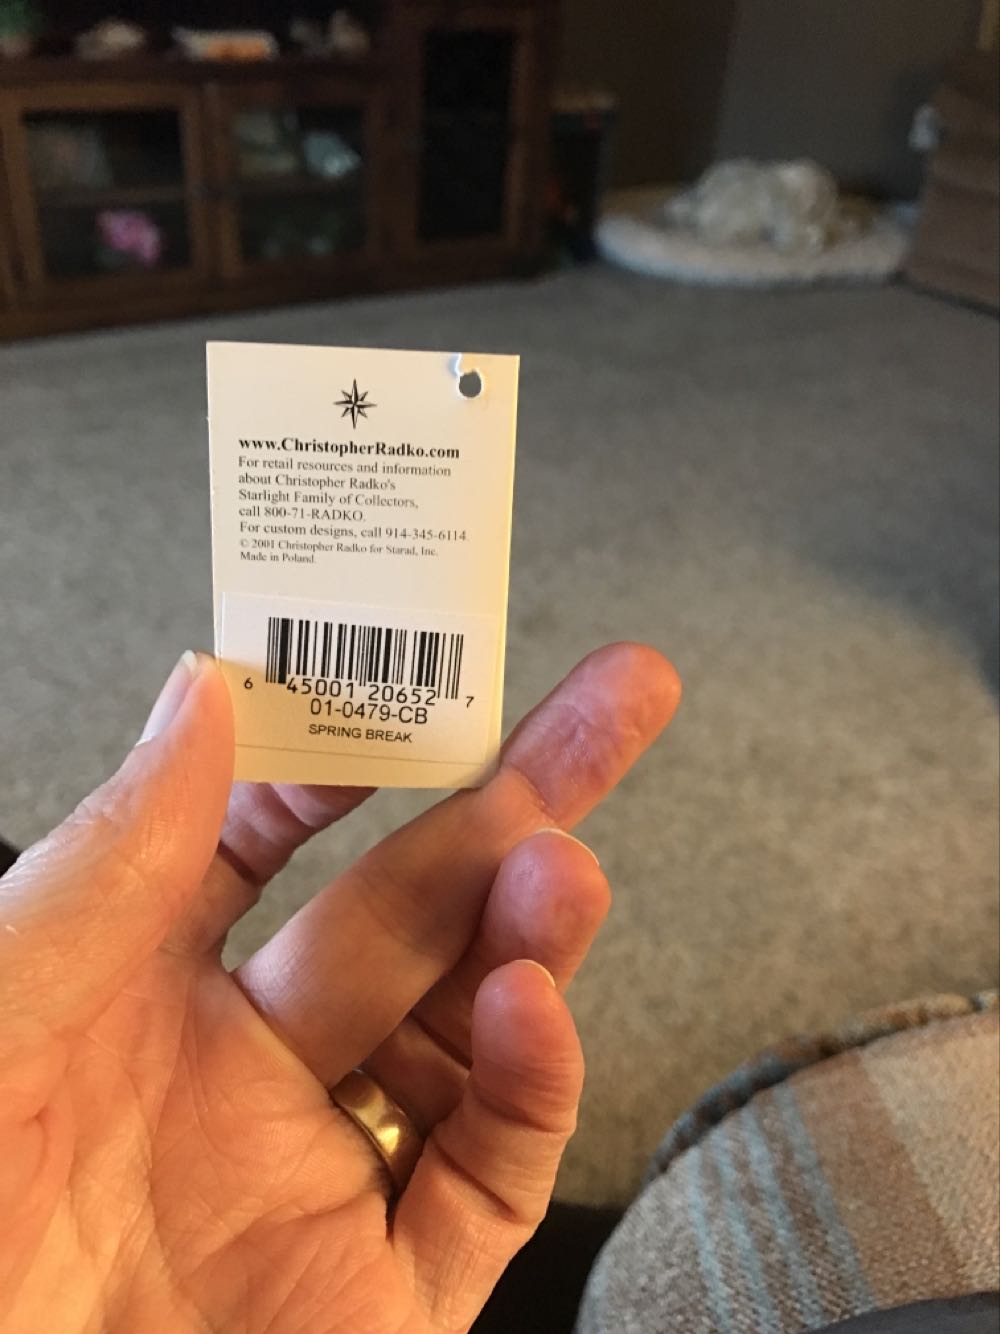 www.ChristopherRadko.com
For retail resources and information
about Christopher Radko's
Starlight Family of Collectors,
call 800-71-RADKO.
For custom designs, call 914-345-6114.
© 2001 Christopher Radko for Starad, Inc.
Made in Poland.
6 45001 20652 7
01-0479-CB
SPRING BREAK